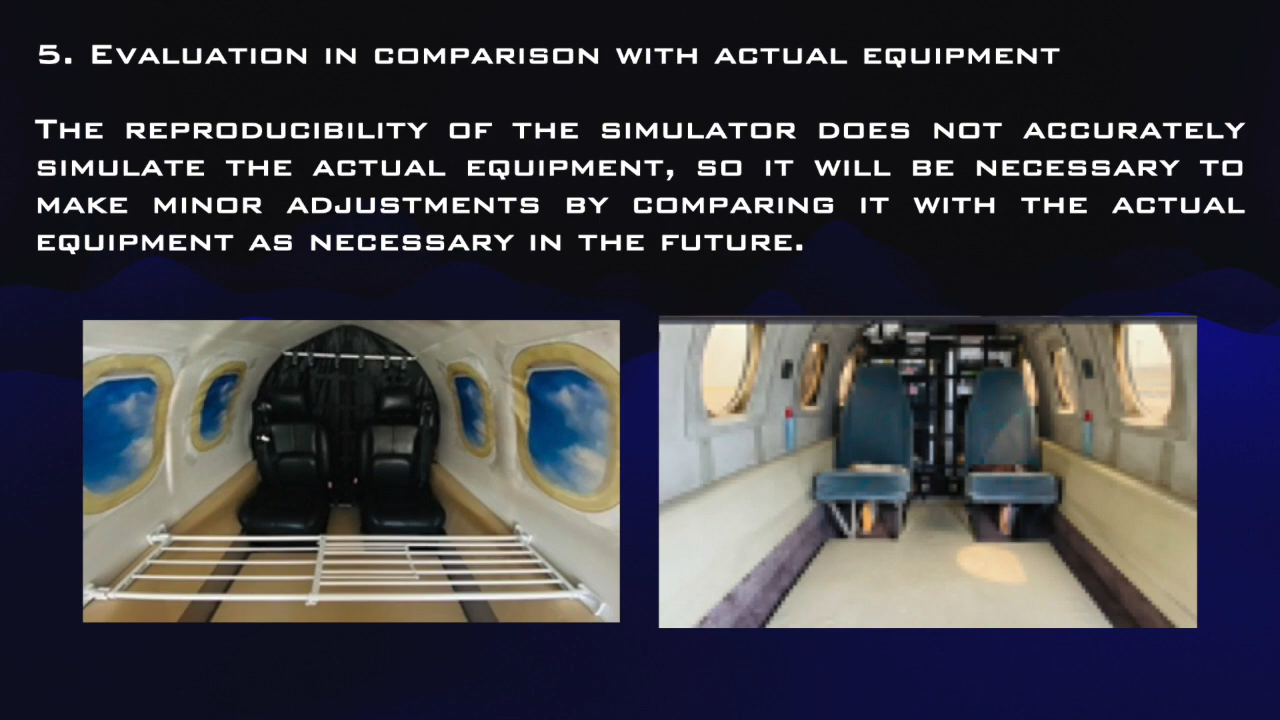 5. Evaluation in comparison with actual equipment
The reproducibility of the simulator does not accurately
simulate the actual equipment, so it will be necessary to
make minor adjustments by comparing it with the actual
equipment as necessary in the future.